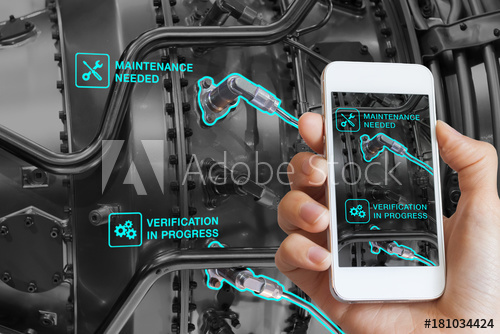 MAINTENANCE
NEEDED
VERIFICATION
IN PROGRESS
MAINTENANCE
NEEDED
VERIFICATION
IN PROGRESS
Adobe Stock
#181034424